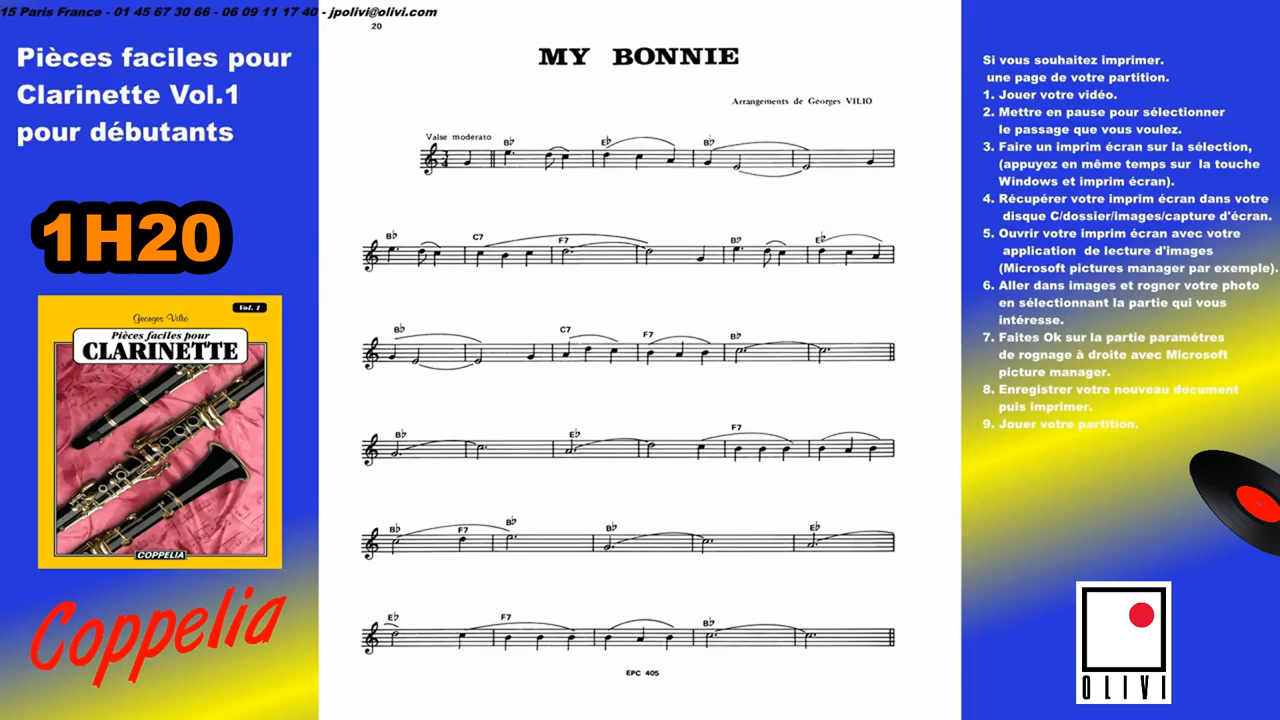 15 Paris France - 01 45 67 30 66 - 06 09 11 17 40 - jpolivi@olivi.com
Pièces faciles pour
Clarinette Vol.1
pour débutants
1H20
Vol. 1
Georges Vilio
Pièces faciles pour
CLARINETTE
COPPELIA
Coppelia
20
MY BONNIE
Arrangements de Georges VILIO
Valse moderato
B♭ E♭ B♭
B♭ C7 F7 B♭ E♭
B♭ C7 F7 B♭
B♭ E♭ F7
B♭ F7 B♭ B♭ E♭
E♭ F7 B♭
EPC 405
Si vous souhaitez imprimer.
une page de votre partition.
1. Jouer votre vidéo.
2. Mettre en pause pour sélectionner
le passage que vous voulez.
3. Faire un imprim écran sur la sélection,
(appuyez en même temps sur la touche
Windows et imprim écran).
4. Récupérer votre imprim écran dans votre
disque C/dossier/images/capture d'écran.
5. Ouvrir votre imprim écran avec votre
application de lecture d'images
(Microsoft pictures manager par exemple).
6. Aller dans images et rogner votre photo
en sélectionnant la partie qui vous
intéresse.
7. Faites Ok sur la partie paramétres
de rognage à droite avec Microsoft
picture manager.
8. Enregistrer votre nouveau document
puis imprimer.
9. Jouer votre partition.
OLIVI